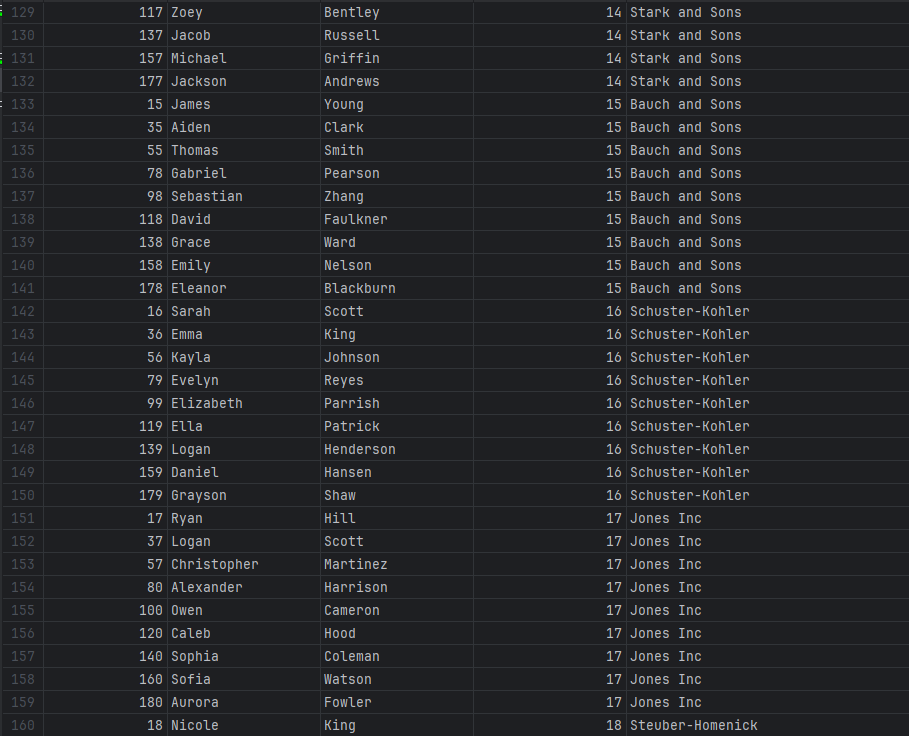 129 117 Zoey Bentley 14 Stark and Sons
130 137 Jacob Russell 14 Stark and Sons
131 157 Michael Griffin 14 Stark and Sons
132 177 Jackson Andrews 14 Stark and Sons
133 15 James Young 15 Bauch and Sons
134 35 Aiden Clark 15 Bauch and Sons
135 55 Thomas Smith 15 Bauch and Sons
136 78 Gabriel Pearson 15 Bauch and Sons
137 98 Sebastian Zhang 15 Bauch and Sons
138 118 David Faulkner 15 Bauch and Sons
139 138 Grace Ward 15 Bauch and Sons
140 158 Emily Nelson 15 Bauch and Sons
141 178 Eleanor Blackburn 15 Bauch and Sons
142 16 Sarah Scott 16 Schuster-Kohler
143 36 Emma King 16 Schuster-Kohler
144 56 Kayla Johnson 16 Schuster-Kohler
145 79 Evelyn Reyes 16 Schuster-Kohler
146 99 Elizabeth Parrish 16 Schuster-Kohler
147 119 Ella Patrick 16 Schuster-Kohler
148 139 Logan Henderson 16 Schuster-Kohler
149 159 Daniel Hansen 16 Schuster-Kohler
150 179 Grayson Shaw 16 Schuster-Kohler
151 17 Ryan Hill 17 Jones Inc
152 37 Logan Scott 17 Jones Inc
153 57 Christopher Martinez 17 Jones Inc
154 80 Alexander Harrison 17 Jones Inc
155 100 Owen Cameron 17 Jones Inc
156 120 Caleb Hood 17 Jones Inc
157 140 Sophia Coleman 17 Jones Inc
158 160 Sofia Watson 17 Jones Inc
159 180 Aurora Fowler 17 Jones Inc
160 18 Nicole King 18 Steuber-Homenick